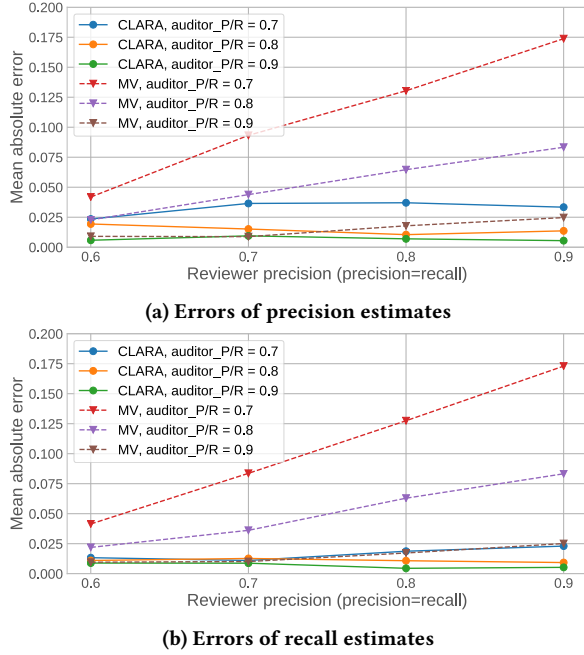 0.200
0.175
0.150
0.125
0.100
0.075
0.050
0.025
0.000
Mean absolute error
CLARA, auditor_P/R = 0.7
CLARA, auditor_P/R = 0.8
CLARA, auditor_P/R = 0.9
MV, auditor_P/R = 0.7
MV, auditor_P/R = 0.8
MV, auditor_P/R = 0.9
0.6 0.7 0.8 0.9
Reviewer precision (precision=recall)
(a) Errors of precision estimates
0.200
0.175
0.150
0.125
0.100
0.075
0.050
0.025
0.000
Mean absolute error
CLARA, auditor_P/R = 0.7
CLARA, auditor_P/R = 0.8
CLARA, auditor_P/R = 0.9
MV, auditor_P/R = 0.7
MV, auditor_P/R = 0.8
MV, auditor_P/R = 0.9
0.6 0.7 0.8 0.9
Reviewer precision (precision=recall)
(b) Errors of recall estimates